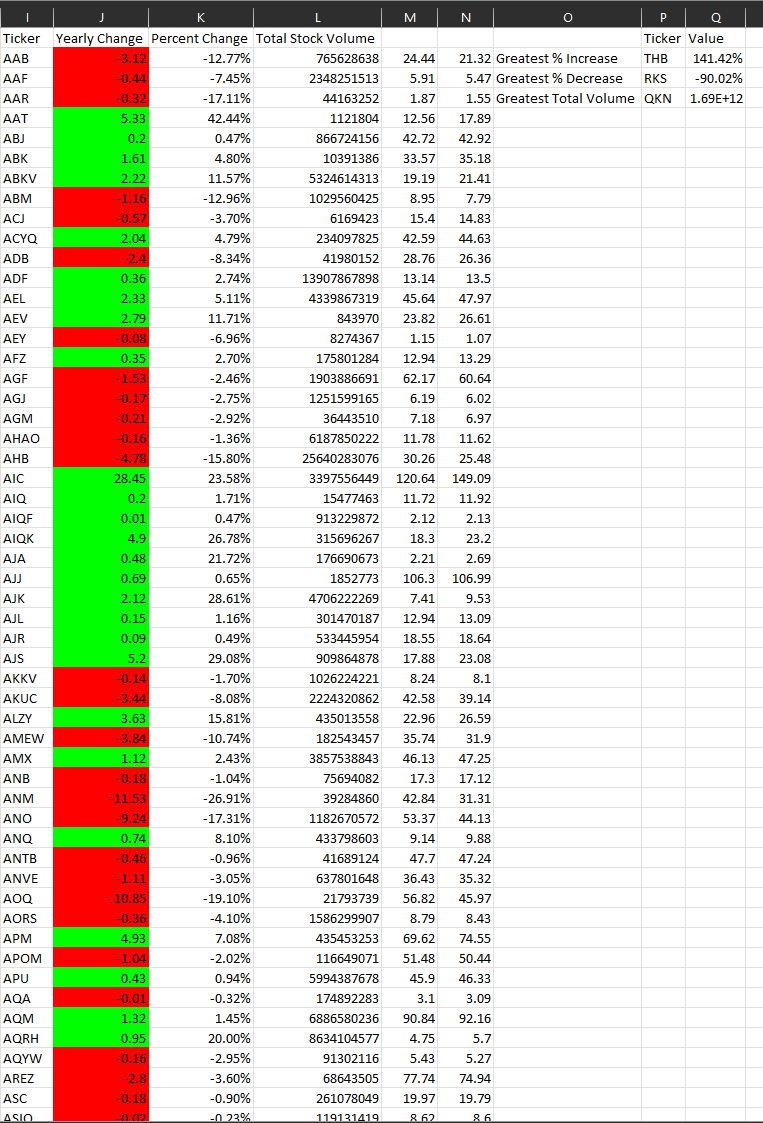 I J K L M N O P Q
Ticker Yearly Change Percent Change Total Stock Volume Ticker Value
AAB -3.12 -12.77% 765628638 24.44 21.32 Greatest % Increase THB 141.42%
AAF -0.44 -7.45% 2348251513 5.91 5.47 Greatest % Decrease RKS -90.02%
AAR -0.32 -17.11% 44163252 1.87 1.55 Greatest Total Volume QKN 1.69E+12
AAT 5.33 42.44% 1121804 12.56 17.89
ABJ 0.2 0.47% 866724156 42.72 42.92
ABK 1.61 4.80% 10391386 33.57 35.18
ABKV 2.22 11.57% 5324614313 19.19 21.41
ABM -1.16 -12.96% 1029560425 8.95 7.79
ACJ -0.57 -3.70% 6169423 15.4 14.83
ACYQ 2.04 4.79% 234097825 42.59 44.63
ADB -2.4 -8.34% 41980152 28.76 26.36
ADF 0.36 2.74% 13907867898 13.14 13.5
AEL 2.33 5.11% 4339867319 45.64 47.97
AEV 2.79 11.71% 843970 23.82 26.61
AEY -0.08 -6.96% 8274367 1.15 1.07
AFZ 0.35 2.70% 175801284 12.94 13.29
AGF -1.53 -2.46% 1903886691 62.17 60.64
AGJ -0.17 -2.75% 1251599165 6.19 6.02
AGM -0.21 -2.92% 36443510 7.18 6.97
AHAO -0.16 -1.36% 6187850222 11.78 11.62
AHB -4.78 -15.80% 25640283076 30.26 25.48
AIC 28.45 23.58% 3397556449 120.64 149.09
AIQ 0.2 1.71% 15477463 11.72 11.92
AIQF 0.01 0.47% 913229872 2.12 2.13
AIQK 4.9 26.78% 315696267 18.3 23.2
AJA 0.48 21.72% 176690673 2.21 2.69
AJJ 0.69 0.65% 1852773 106.3 106.99
AJK 2.12 28.61% 4706222269 7.41 9.53
AJL 0.15 1.16% 301470187 12.94 13.09
AJR 0.09 0.49% 533445954 18.55 18.64
AJS 5.2 29.08% 909864878 17.88 23.08
AKKV -0.14 -1.70% 1026224221 8.24 8.1
AKUC -3.44 -8.08% 2224320862 42.58 39.14
ALZY 3.63 15.81% 435013558 22.96 26.59
AMEW -3.84 -10.74% 182543457 35.74 31.9
AMX 1.12 2.43% 3857538843 46.13 47.25
ANB -0.18 -1.04% 75694082 17.3 17.12
ANM -11.53 -26.91% 39284860 42.84 31.31
ANO -9.24 -17.31% 1182670572 53.37 44.13
ANQ 0.74 8.10% 433798603 9.14 9.88
ANTB -0.46 -0.96% 41689124 47.7 47.24
ANVE -1.11 -3.05% 637801648 36.43 35.32
AOQ -10.85 -19.10% 21793739 56.82 45.97
AORS -0.36 -4.10% 1586299907 8.79 8.43
APM 4.93 7.08% 435453253 69.62 74.55
APOM -1.04 -2.02% 116649071 51.48 50.44
APU 0.43 0.94% 5994387678 45.9 46.33
AQA -0.01 -0.32% 174892283 3.1 3.09
AQM 1.32 1.45% 6886580236 90.84 92.16
AQRH 0.95 20.00% 8634104577 4.75 5.7
AQYW -0.16 -2.95% 91302116 5.43 5.27
AREZ -2.8 -3.60% 68643505 77.74 74.94
ASC -0.18 -0.90% 261078049 19.97 19.79
-0.02 -0.23% 119131419 8.62 8.6